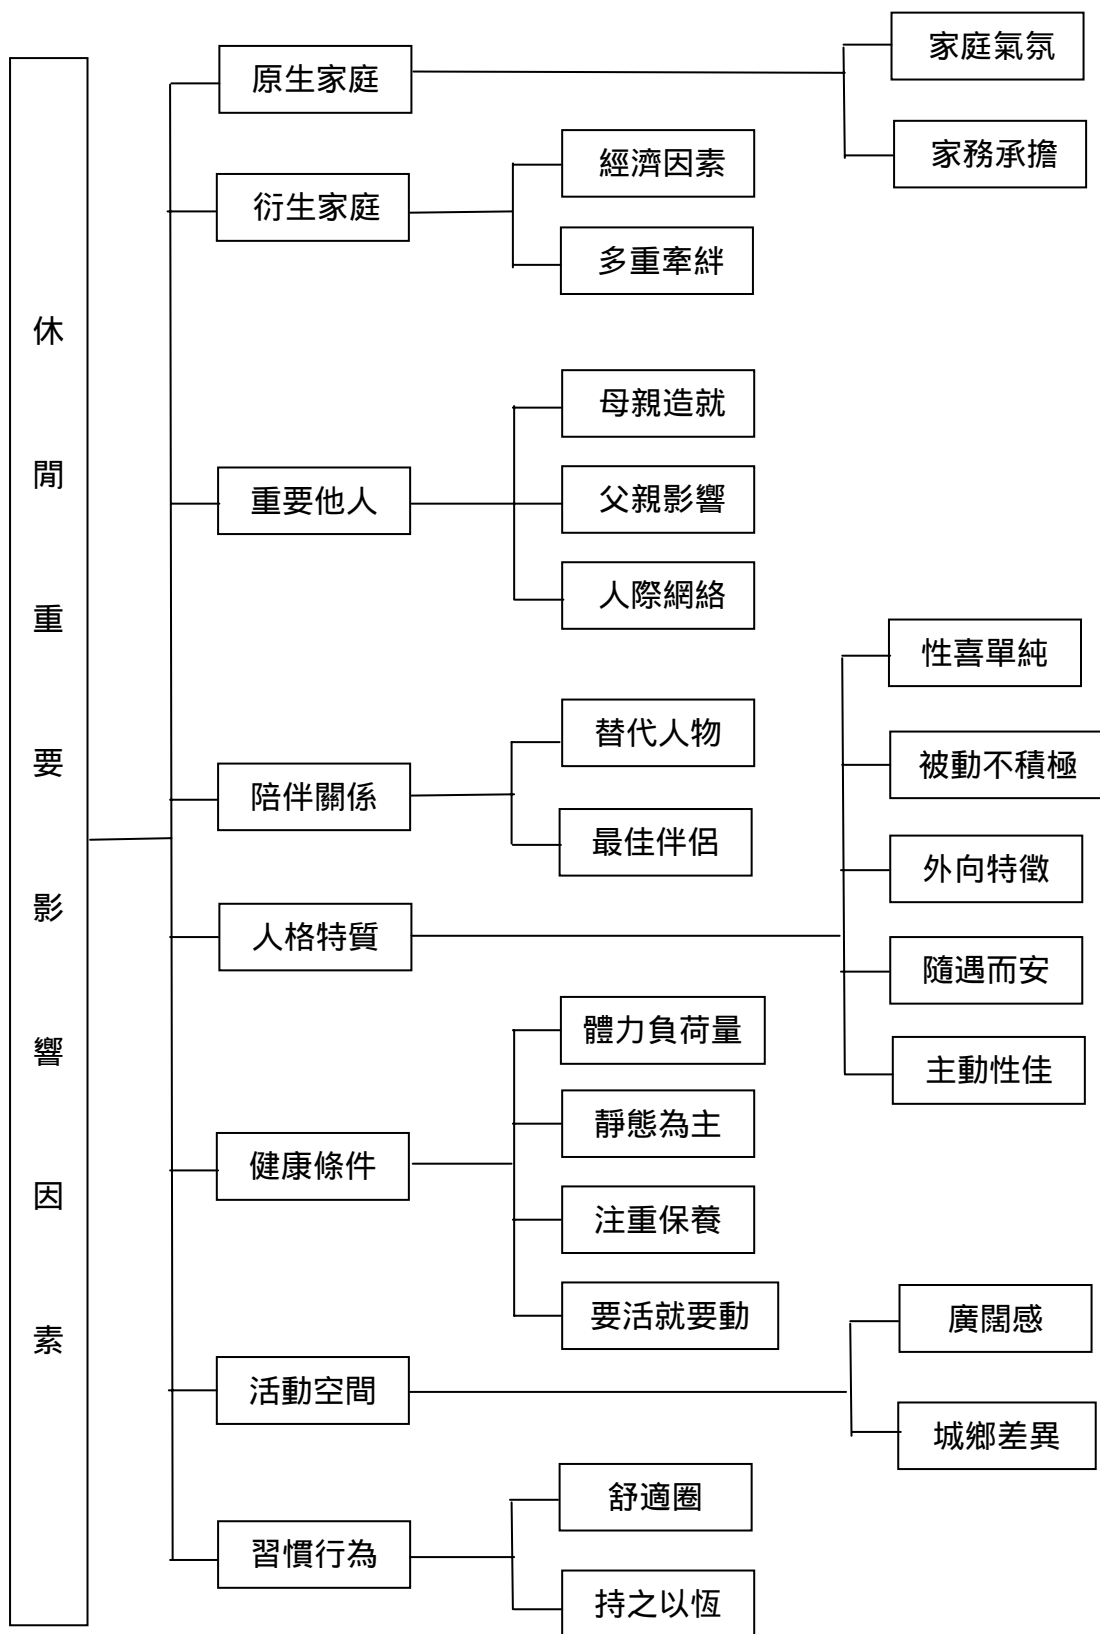 休閒重要影響因素
原生家庭
家庭氣氛
家務承擔
衍生家庭
經濟因素
多重牽絆
重要他人
母親造就
父親影響
人際網絡
陪伴關係
替代人物
最佳伴侶
人格特質
性喜單純
被動不積極
外向特徵
隨遇而安
主動性佳
健康條件
體力負荷量
靜態為主
注重保養
要活就要動
活動空間
廣闊感
城鄉差異
習慣行為
舒適圈
持之以恆